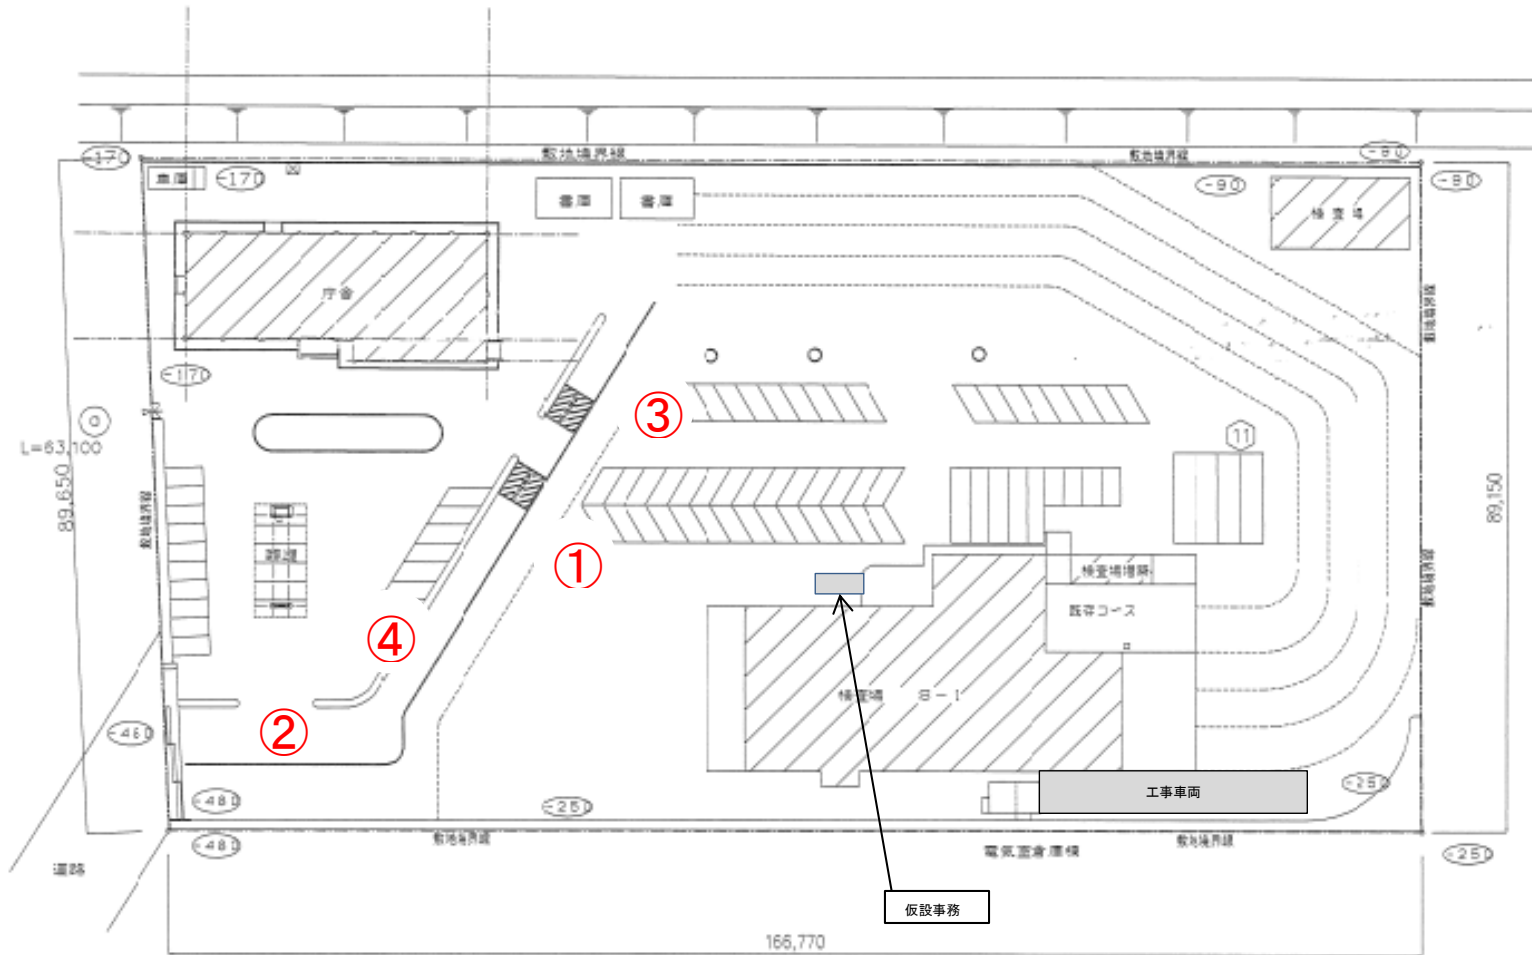 敷地境界線
敷地境界線
-170
-90
車庫
-170
-90
-90
書庫
書庫
検査場
庁舎
敷地境界線
-170
③
L=63,100
11
89,650
敷地境界線
89,150
①
検査場増築
敷地境界線
既存コース
④
検査場 B-1
②
-460
-250
工事車両
-480
-250
敷地境界線
-480
敷地境界線
電気室倉庫棟
-250
道路
仮設事務
166,770